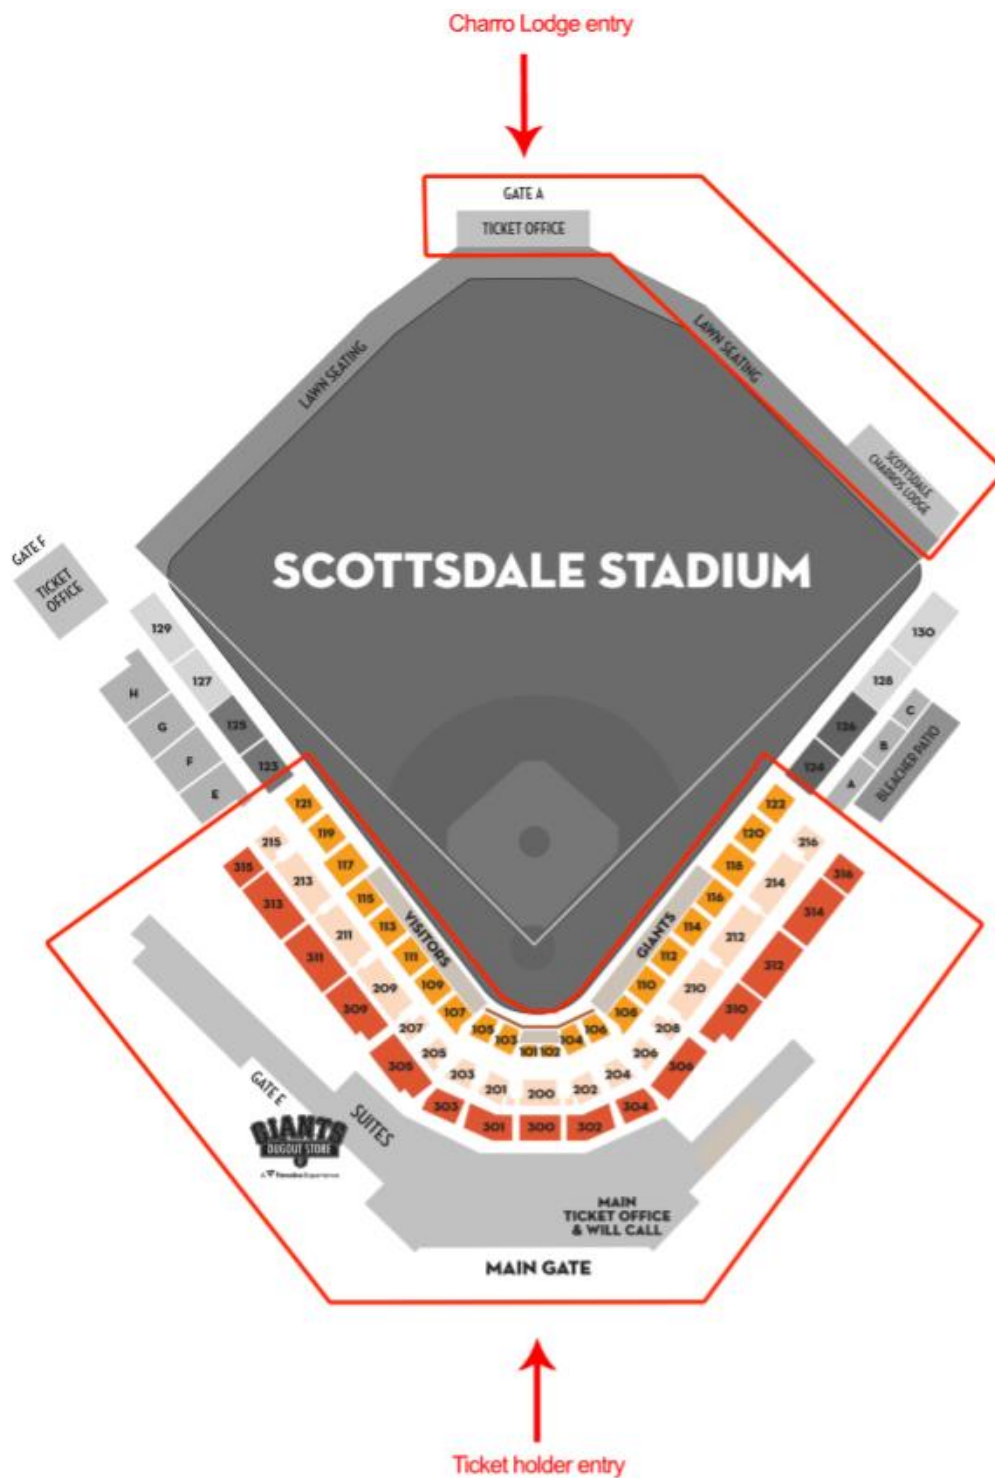 Charro Lodge entry
GATE A
TICKET OFFICE
LAWN SEATING
LAWN SEATING
SCOTTSDALE
CHARROS LODGE
GATE F
TICKET
OFFICE
SCOTTSDALE STADIUM
129
127
125
123
H
G
F
E
130
128
126
124
C
B
A
BLEACHER PATIO
121
119
117
115
113
111
109
107
105
103
101
102
104
106
108
110
112
114
116
118
120
122
VISITORS
GIANTS
215
213
211
209
207
205
203
201
200
202
204
206
208
210
212
214
216
315
313
311
309
305
303
301
300
302
304
306
310
312
314
316
GATE E
SUITES
GIANTS
DUGOUT STORE
MAIN
TICKET OFFICE
& WILL CALL
MAIN GATE
Ticket holder entry